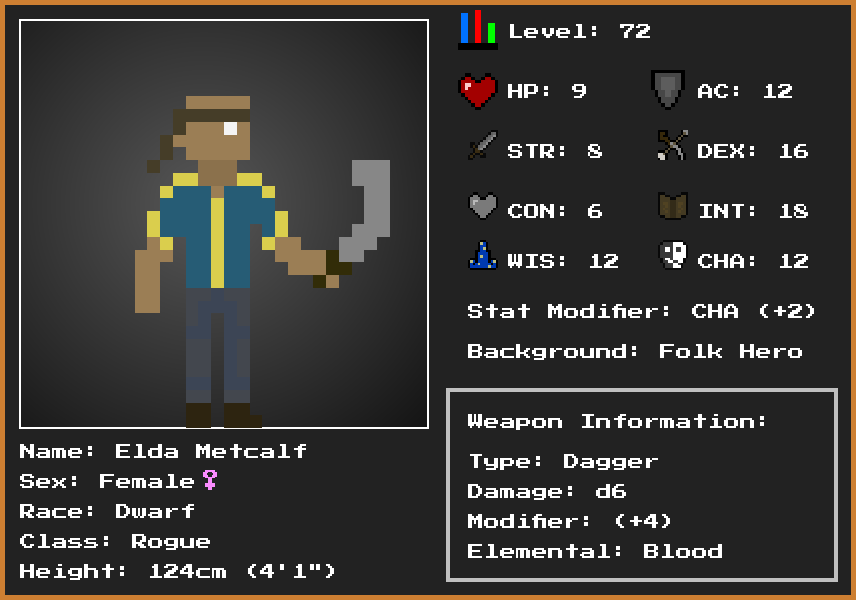 Level: 72
HP: 9
AC: 12
STR: 8
DEX: 16
CON: 6
INT: 18
WIS: 12
CHA: 12
Stat Modifier: CHA (+2)
Background: Folk Hero
Weapon Information:
Type: Dagger
Damage: d6
Modifier: (+4)
Elemental: Blood
Name: Elda Metcalf
Sex: Female♀
Race: Dwarf
Class: Rogue
Height: 124cm (4'1")